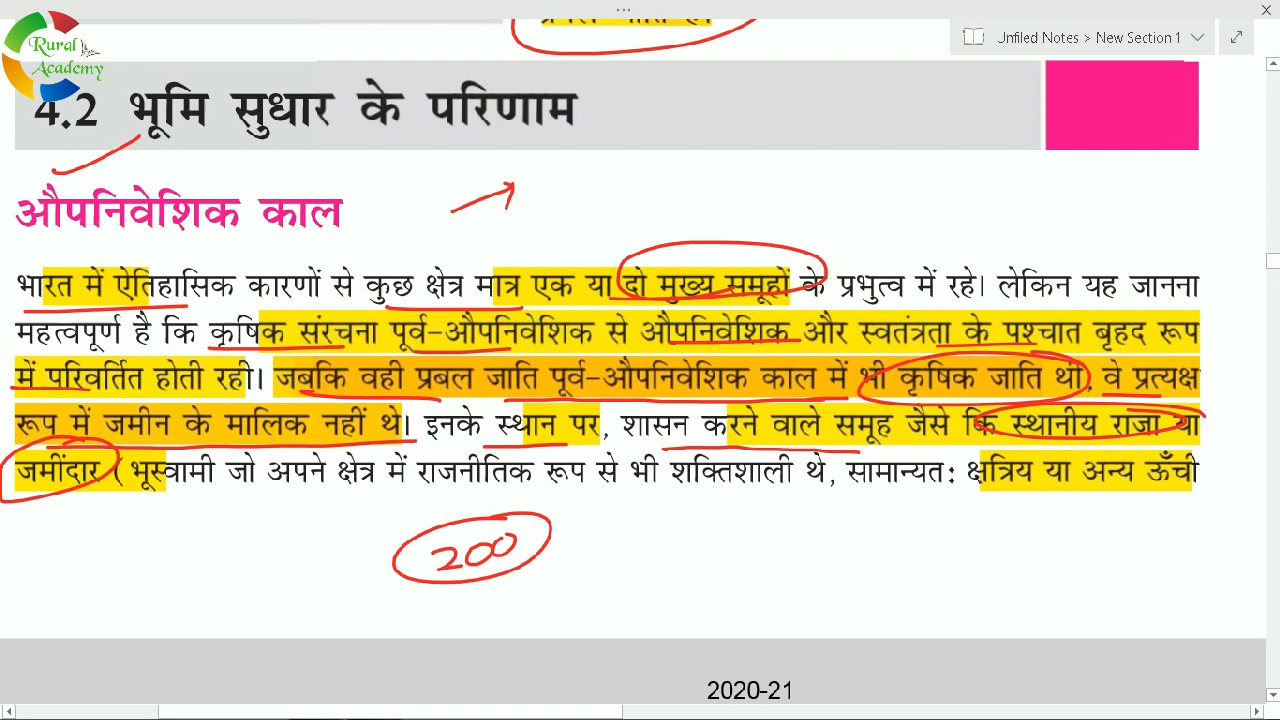 Rural
Academy
Unfiled Notes > New Section 1
4.2 भूमि सुधार के परिणाम
औपनिवेशिक काल
भारत में ऐतिहासिक कारणों से कुछ क्षेत्र मात्र एक या दो मुख्य समूहों के प्रभुत्व में रहे। लेकिन यह जानना
महत्वपूर्ण है कि कृषिक संरचना पूर्व-औपनिवेशिक से औपनिवेशिक और स्वतंत्रता के पश्चात बृहद रूप
में परिवर्तित होती रही। जबकि वही प्रबल जाति पूर्व-औपनिवेशिक काल में भी कृषिक जाति थी, वे प्रत्यक्ष
रूप में जमीन के मालिक नहीं थे। इनके स्थान पर, शासन करने वाले समूह जैसे कि स्थानीय राजा या
जमींदार (भूस्वामी जो अपने क्षेत्र में राजनीतिक रूप से भी शक्तिशाली थे, सामान्यत: क्षत्रिय या अन्य ऊँची
200
2020-21